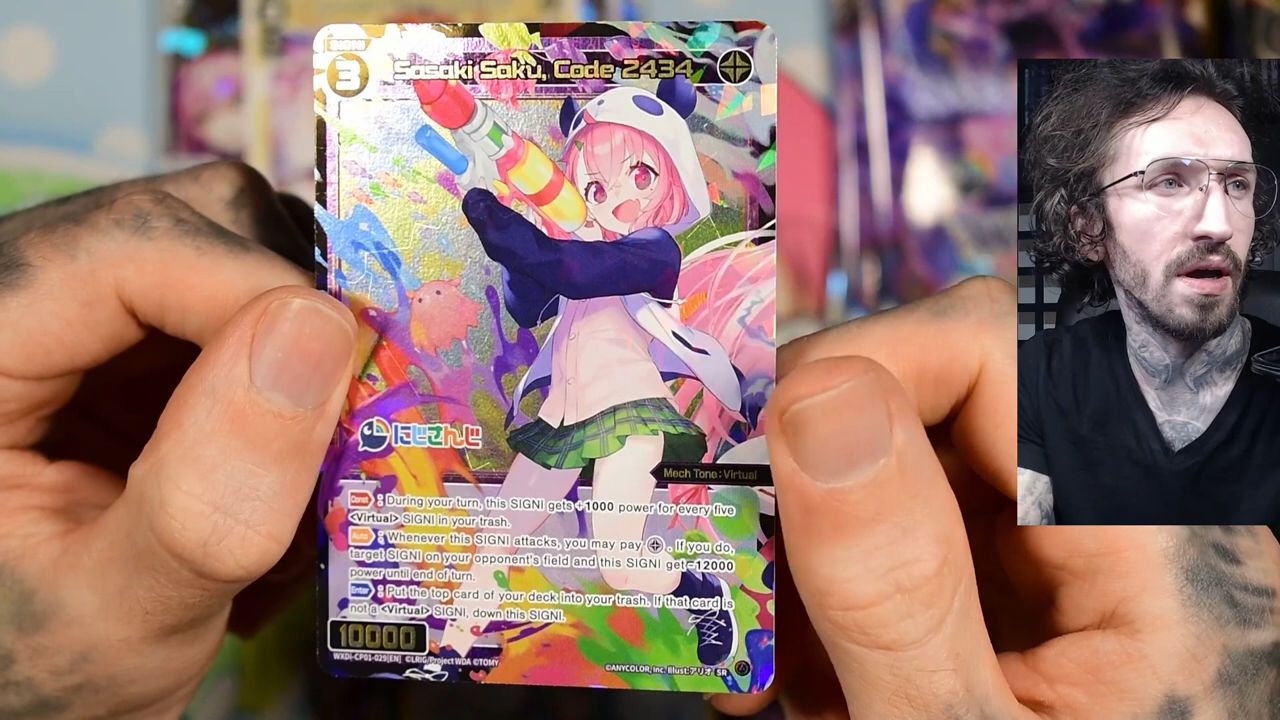 SIGNI
3
Sasaki Saku, Code 2434
にじさんじ
Mech Tone : Virtual
Const : During your turn, this SIGNI gets +1000 power for every five
<Virtual> SIGNI in your trash.
Auto : Whenever this SIGNI attacks, you may pay . If you do,
target SIGNI on your opponent's field and this SIGNI get −12000
power until end of turn.
Enter : Put the top card of your deck into your trash. If that card is
not a <Virtual> SIGNI, down this SIGNI.
10000
WXDi-CP01-029[EN] ©LRIG/Project WDA ©TOMY
©ANYCOLOR, Inc. Illust.アリオ SR